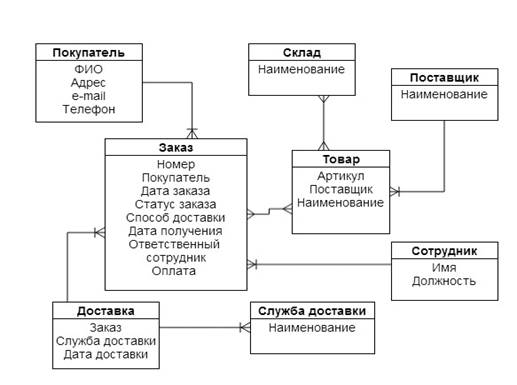 Покупатель
ФИО
Адрес
e-mail
Телефон
Склад
Наименование
Поставщик
Наименование
Заказ
Номер
Покупатель
Дата заказа
Статус заказа
Способ доставки
Дата получения
Ответственный
сотрудник
Оплата
Товар
Артикул
Поставщик
Наименование
Сотрудник
Имя
Должность
Доставка
Заказ
Служба доставки
Дата доставки
Служба доставки
Наименование